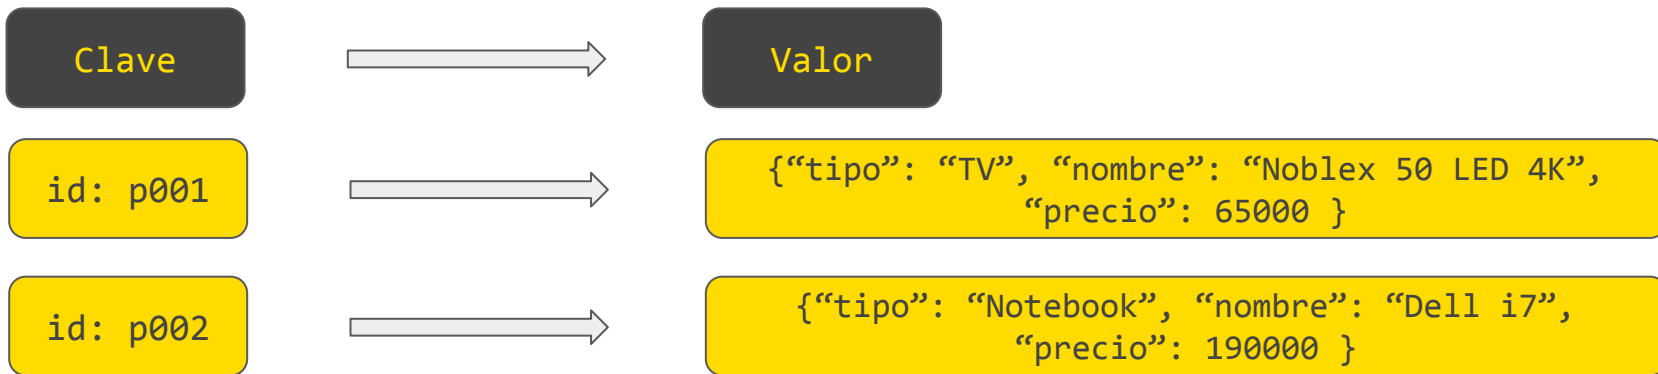 Clave
Valor
id: p001
{“tipo”: “TV”, “nombre”: “Noblex 50 LED 4K”,
“precio”: 65000 }
id: p002
{“tipo”: “Notebook”, “nombre”: “Dell i7”,
“precio”: 190000 }